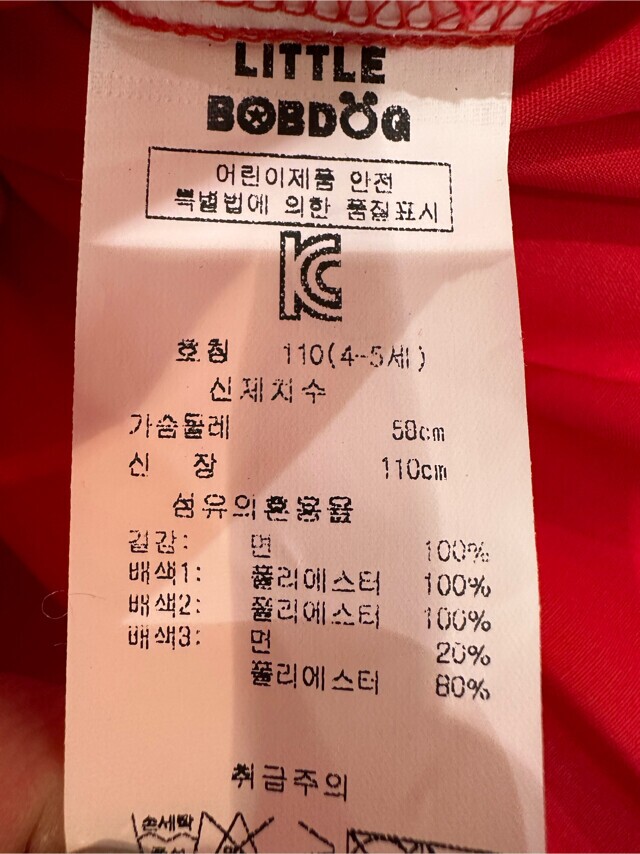 LITTLE
BOBDOG
어린이제품 안전
특별법에 의한 품질표시
KC
호칭 110(4-5세)
신체치수
가슴둘레 58cm
신 장 110cm
섬유의혼용율
겉감: 면 100%
배색1: 폴리에스터 100%
배색2: 폴리에스터 100%
배색3: 면 20%
폴리에스터 80%
취급주의
손세탁